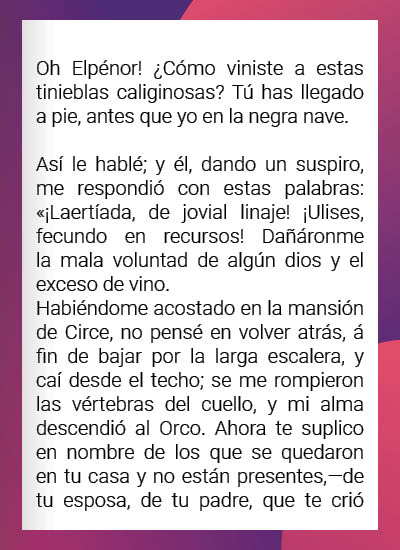 Oh Elpénor! ¿Cómo viniste a estas
tinieblas caliginosas? Tú has llegado
a pie, antes que yo en la negra nave.
Así le hablé; y él, dando un suspiro,
me respondió con estas palabras:
«¡Laertíada, de jovial linaje! ¡Ulises,
fecundo en recursos! Dañáronme
la mala voluntad de algún dios y el
exceso de vino.
Habiéndome acostado en la mansión
de Circe, no pensé en volver atrás, á
fin de bajar por la larga escalera, y
caí desde el techo; se me rompieron
las vértebras del cuello, y mi alma
descendió al Orco. Ahora te suplico
en nombre de los que se quedaron
en tu casa y no están presentes,—de
tu esposa, de tu padre, que te crió